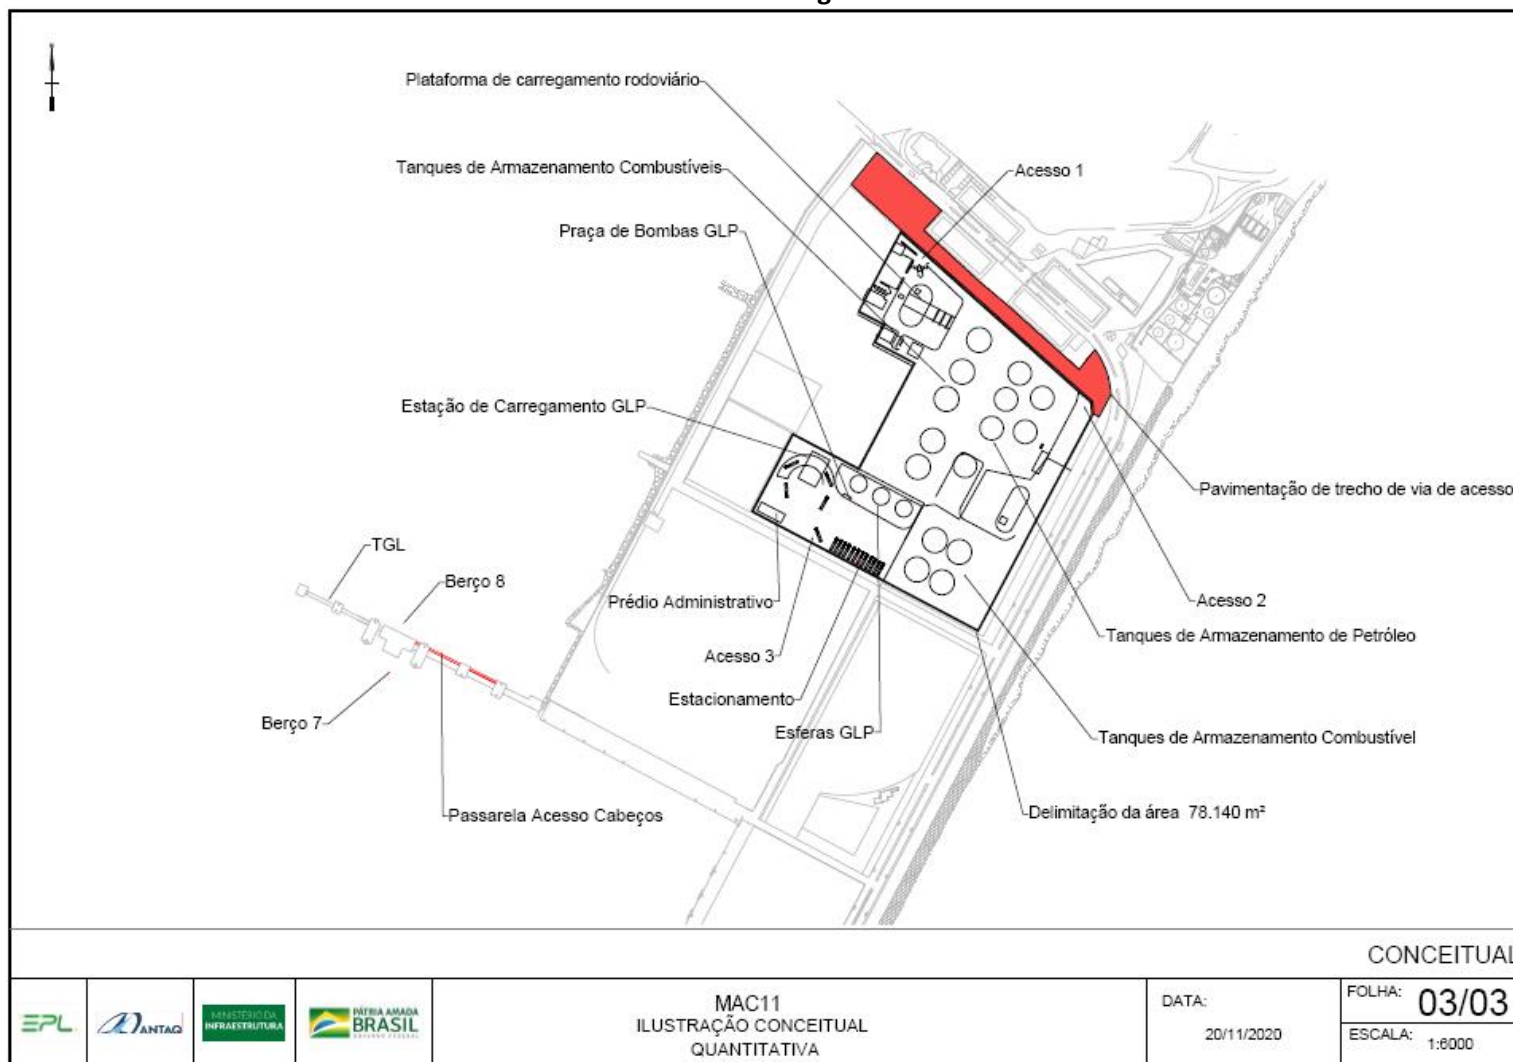 Plataforma de carregamento rodoviário
Tanques de Armazenamento Combustíveis
Acesso 1
Praça de Bombas GLP
Estação de Carregamento GLP
Pavimentação de trecho de via de acesso
TGL
Berço 8
Prédio Administrativo
Acesso 2
Tanques de Armazenamento de Petróleo
Acesso 3
Estacionamento
Berço 7
Esferas GLP
Tanques de Armazenamento Combustível
Passarela Acesso Cabeços
Delimitação da área 78.140 m²
CONCEITUAL
EPL
ANTAQ
MINISTÉRIO DA
INFRAESTRUTURA
PÁTRIA AMADA
BRASIL
GOVERNO FEDERAL
MAC11
ILUSTRAÇÃO CONCEITUAL
QUANTITATIVA
DATA:
20/11/2020
FOLHA: 03/03
ESCALA: 1:6000